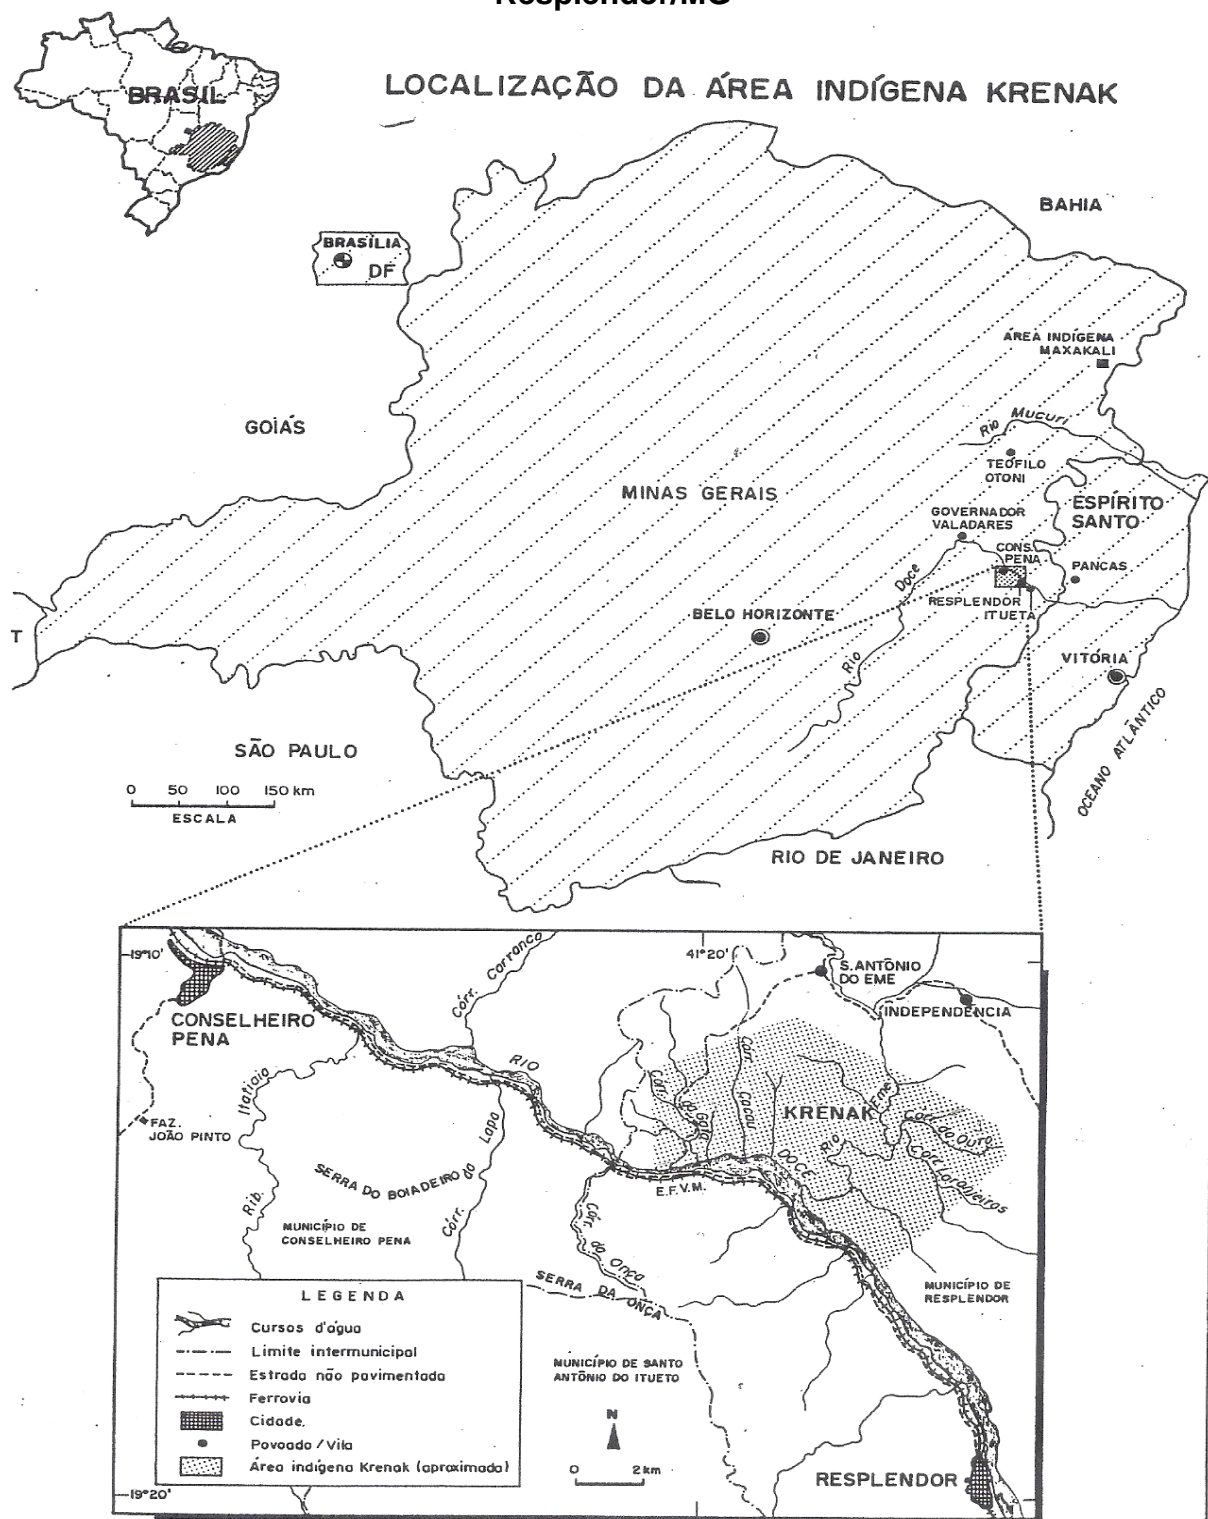 Resplendor/MG
BRASIL
LOCALIZAÇÃO DA ÁREA INDÍGENA KRENAK
BAHIA
BRASÍLIA
DF
ÁREA INDÍGENA
MAXAKALI
GOIÁS
Rio Mucuri
TEÓFILO
OTONI
MINAS GERAIS
ESPÍRITO
SANTO
GOVERNADOR
VALADARES
CONS.
PENA
PANCAS
Rio Doce
RESPLENDOR
ITUETA
BELO HORIZONTE
T
VITÓRIA
OCEANO ATLÂNTICO
SÃO PAULO
0 50 100 150 km
ESCALA
RIO DE JANEIRO
19°10'
41°20'
Córr. Carranca
S. ANTÔNIO
DO EME
INDEPENDÊNCIA
CONSELHEIRO
PENA
RIO
DOCE
Rib. Itatiaia
Córr. do Lapa
Córr. da Gata
Córr. Cacau
KRENAK
Rio Eme
Cór. do Ouro
Cór. Laranjeiras
FAZ.
JOÃO PINTO
SERRA DO BOIADEIRO
E.F.V.M.
MUNICÍPIO DE
CONSELHEIRO PENA
Córr. da Onça
SERRA DA ONÇA
MUNICÍPIO DE
RESPLENDOR
LEGENDA
Cursos d'água
Limite intermunicipal
Estrada não pavimentada
Ferrovia
Cidade.
Povoado / Vila
Área indígena Krenak (aproximada)
MUNICÍPIO DE SANTO
ANTÔNIO DO ITUETO
N
0 2 km
RESPLENDOR
19°20'